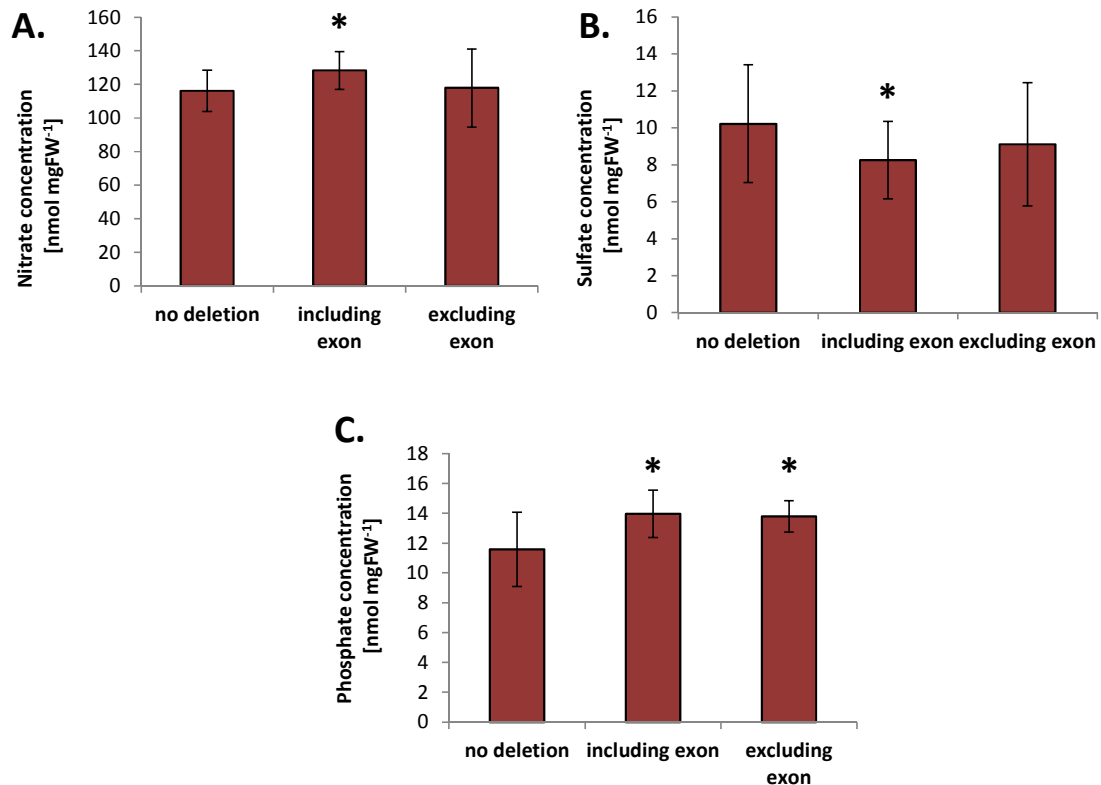 A.
Nitrate concentration
[nmol mgFW-1]
160
140
120
100
80
60
40
20
0
*
no deletion
including
exon
excluding
exon
B.
Sulfate concentration
[nmol mgFW-1]
16
14
12
10
8
6
4
2
0
*
no deletion
including exon
excluding exon
C.
Phosphate concentration
[nmol mgFW-1]
18
16
14
12
10
8
6
4
2
0
*
*
no deletion
including exon
excluding
exon